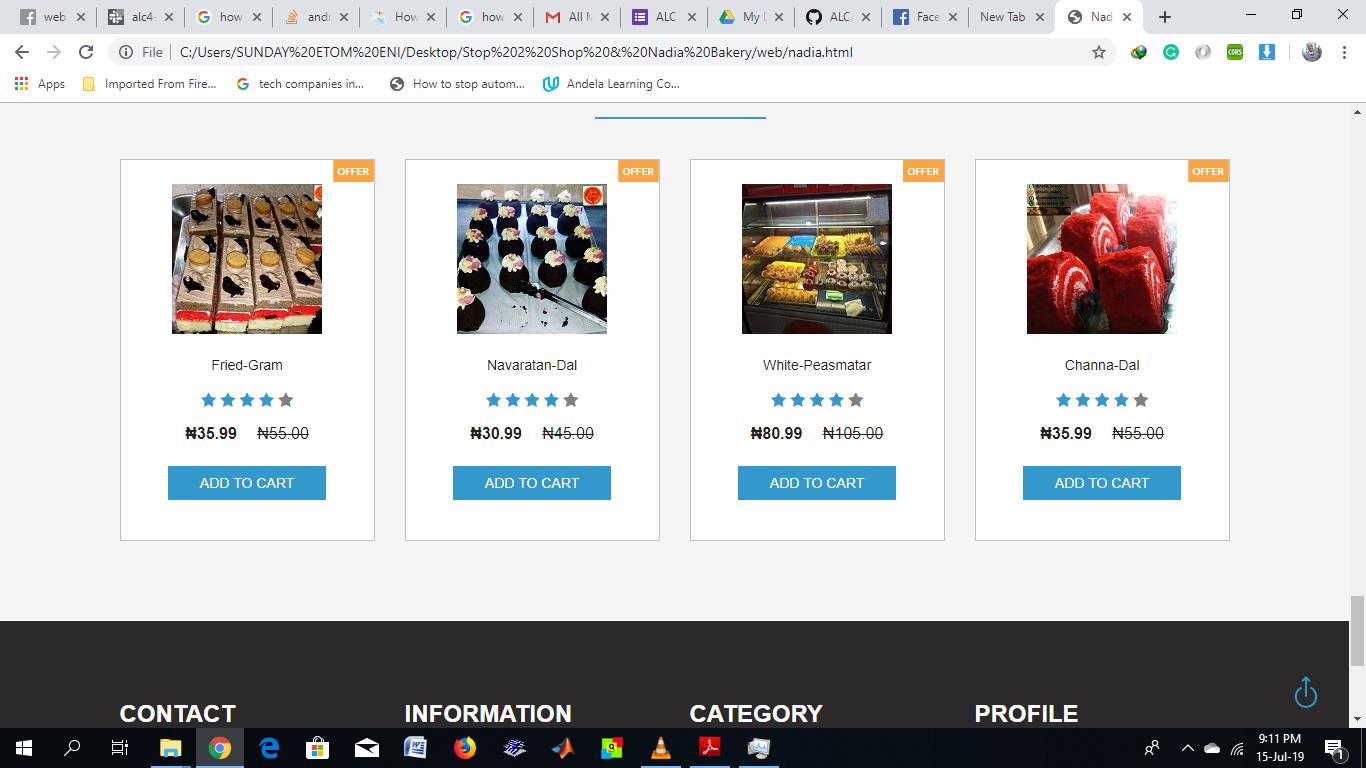 web.
alc4-
how
andr
How
how
All M
ALC
My D
ALC
Face
New Tab
Nad
File
C:/Users/SUNDAY%20ETOM%20ENI/Desktop/Stop%202%20Shop%20&%20Nadia%20Bakery/web/nadia.html
CORS
Apps
Imported From Fire...
tech companies in...
How to stop autom...
Andela Learning Co...
OFFER
OFFER
OFFER
OFFER
Fried-Gram
Navaratan-Dal
White-Peasmatar
Channa-Dal
₦35.99 ₦55.00
₦30.99 ₦45.00
₦80.99 ₦105.00
₦35.99 ₦55.00
ADD TO CART
ADD TO CART
ADD TO CART
ADD TO CART
CONTACT
INFORMATION
CATEGORY
PROFILE
9:11 PM
15-Jul-19
1